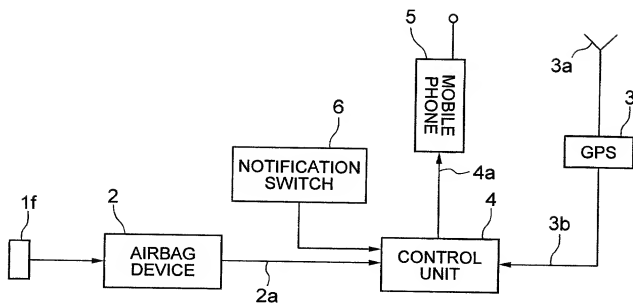 5
3a
MOBILE
PHONE
3
6
GPS
NOTIFICATION
SWITCH
4a
1f
2
4
3b
AIRBAG
DEVICE
CONTROL
UNIT
2a